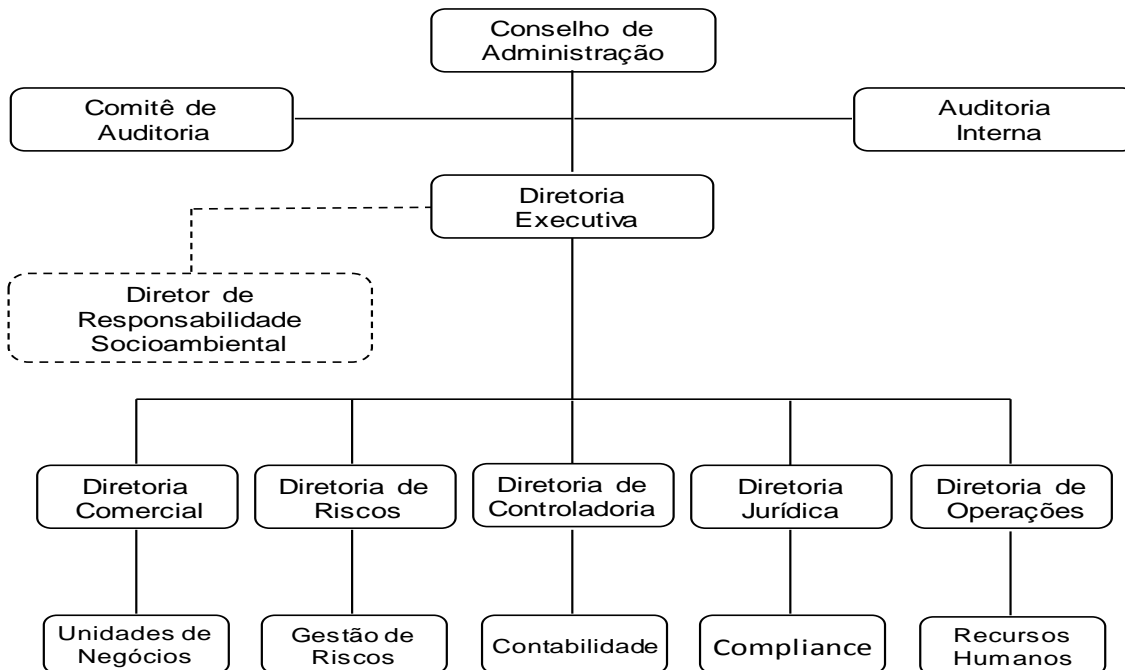 Conselho de
Administração
Comitê de
Auditoria
Auditoria
Interna
Diretoria
Executiva
Diretor de
Responsabilidade
Socioambiental
Diretoria
Comercial
Diretoria de
Riscos
Diretoria de
Controladoria
Diretoria
Jurídica
Diretoria de
Operações
Unidades de
Negócios
Gestão de
Riscos
Contabilidade
Compliance
Recursos
Humanos